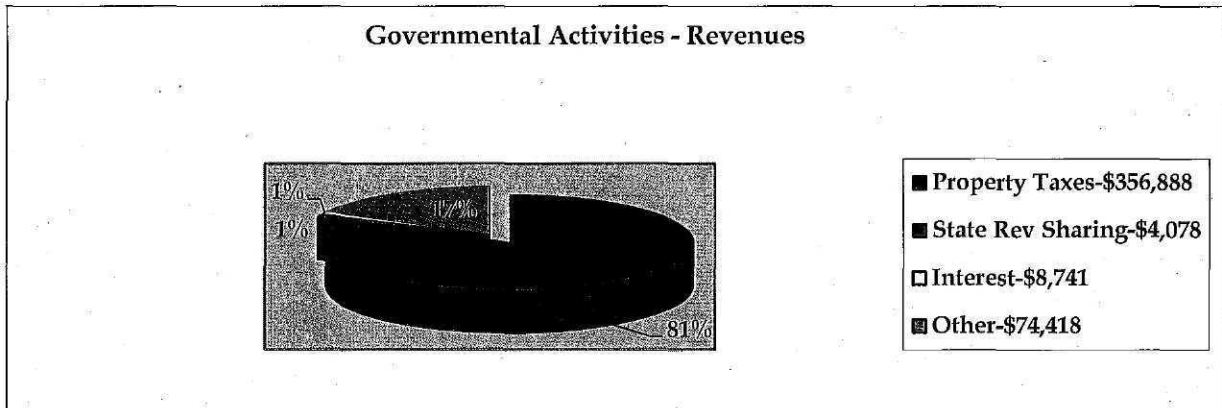 Governmental Activities - Revenues
1%
17%
1%
81%
Property Taxes-$356,888
State Rev Sharing-$4,078
Interest-$8,741
Other-$74,418